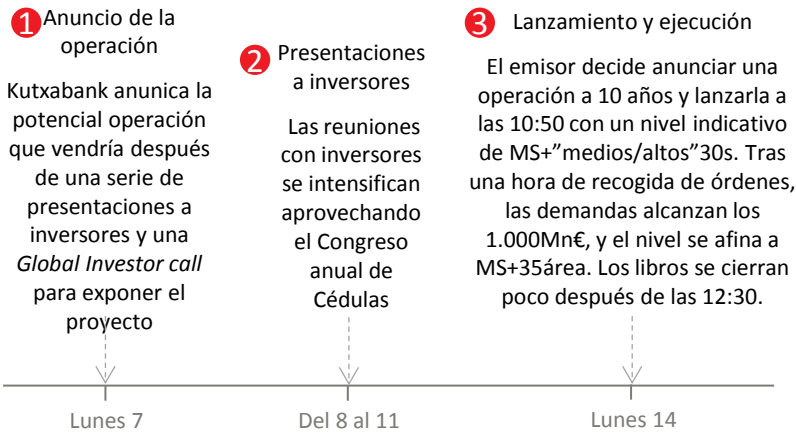 1 Anuncio de la
operación
Kutxabank anunica la
potencial operación
que vendría después
de una serie de
presentaciones a
inversores y una
Global Investor call
para exponer el
proyecto
2 Presentaciones
a inversores
Las reuniones
con inversores
se intensifican
aprovechando
el Congreso
anual de
Cédulas
3 Lanzamiento y ejecución
El emisor decide anunciar una
operación a 10 años y lanzarla a
las 10:50 con un nivel indicativo
de MS+”medios/altos”30s. Tras
una hora de recogida de órdenes,
las demandas alcanzan los
1.000Mn€, y el nivel se afina a
MS+35área. Los libros se cierran
poco después de las 12:30.
Lunes 7
Del 8 al 11
Lunes 14